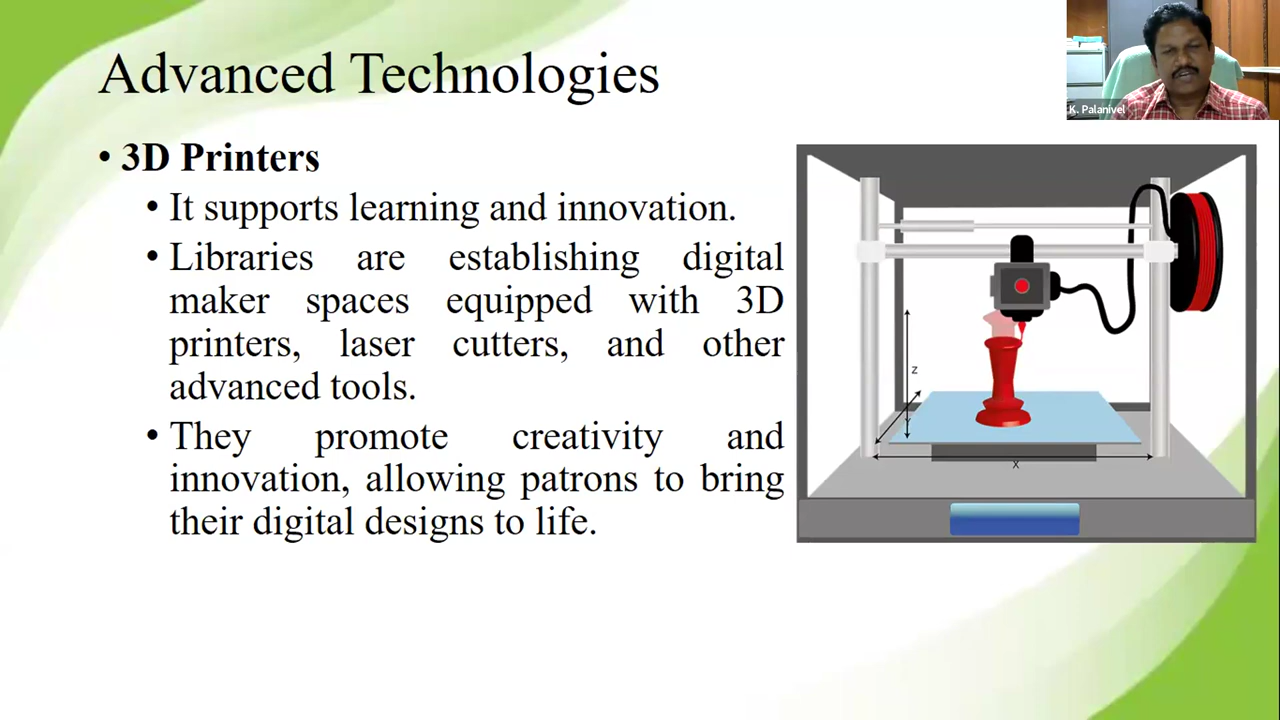 Advanced Technologies
K. Palanivel
• 3D Printers
• It supports learning and innovation.
• Libraries are establishing digital
maker spaces equipped with 3D
printers, laser cutters, and other
advanced tools.
• They promote creativity and
innovation, allowing patrons to bring
their digital designs to life.
z
x